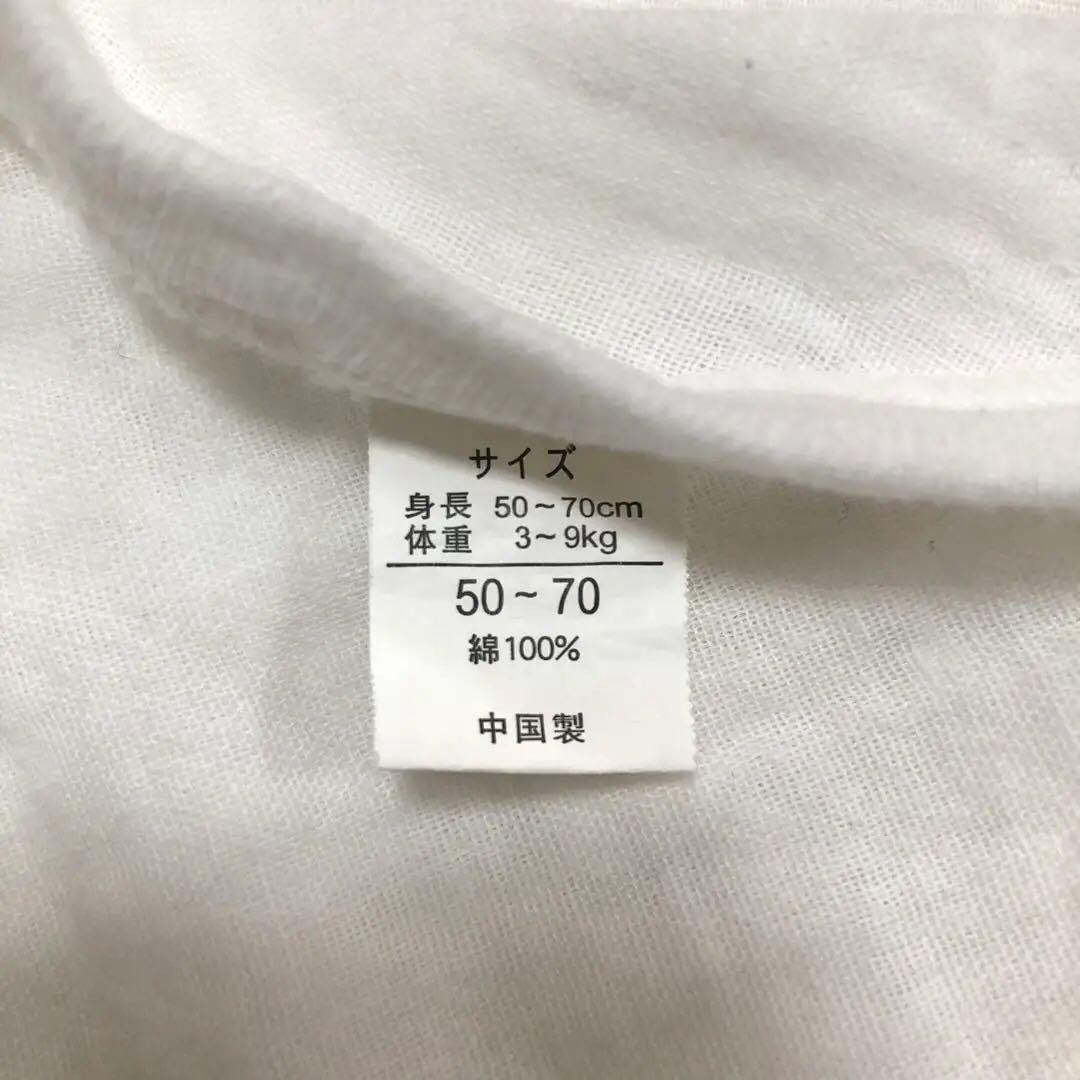 サイズ
身長 50～70cm
体重 3～9kg
50～70
綿100%
中国製